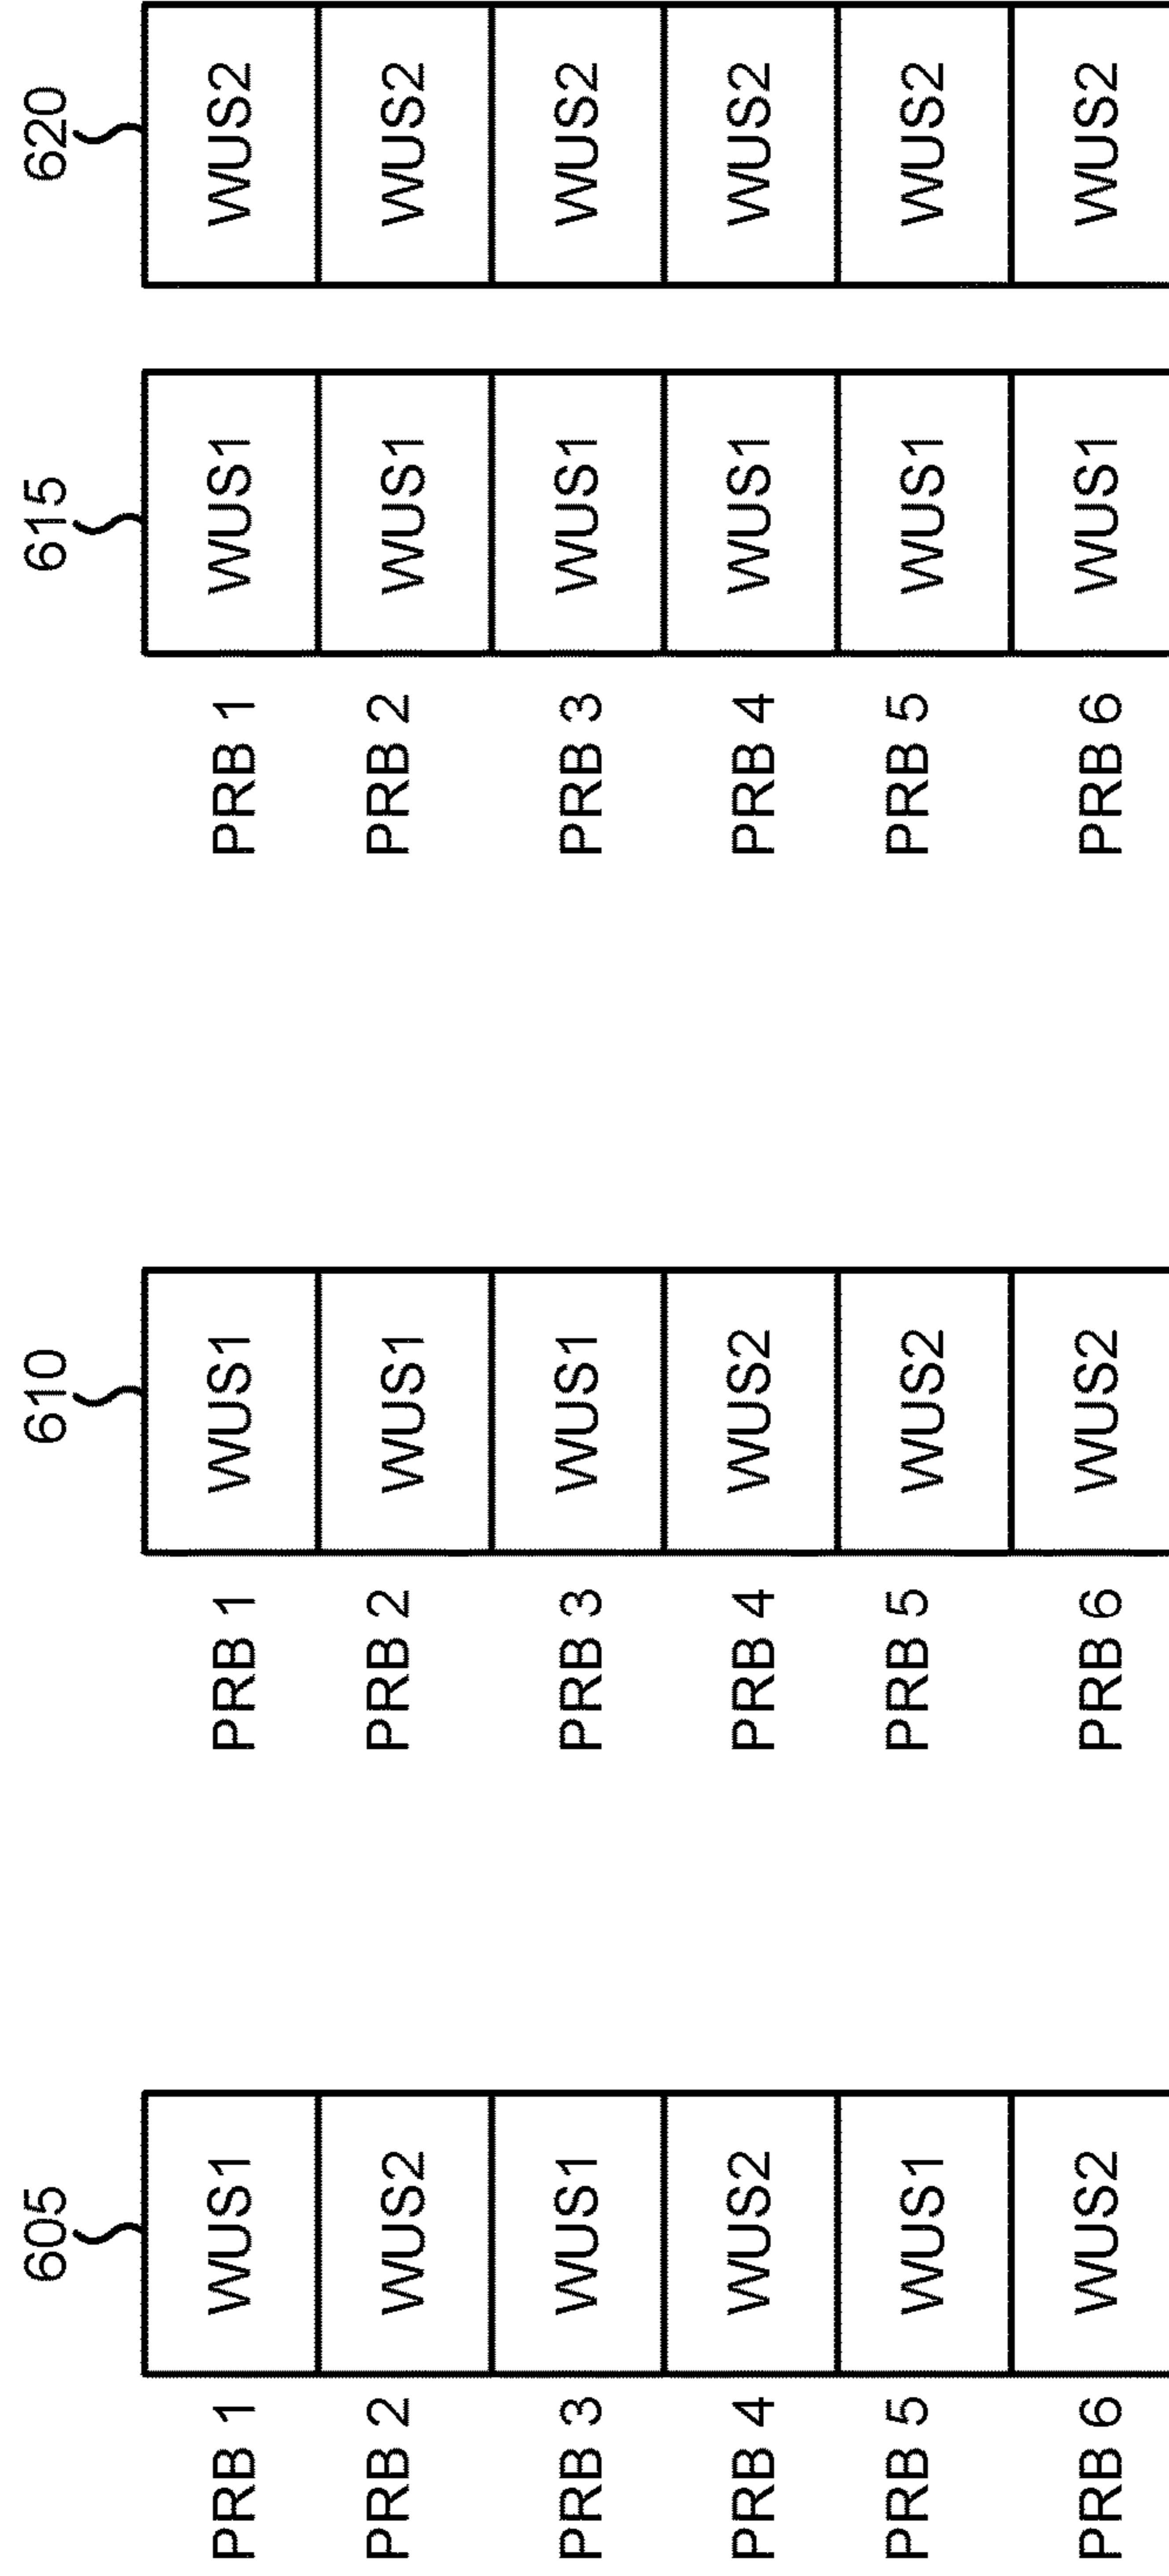 605 610 615 620
PRB 1 WUS1 PRB 1 WUS1 PRB 1 WUS1 WUS2
PRB 2 WUS2 PRB 2 WUS1 PRB 2 WUS1 WUS2
PRB 3 WUS1 PRB 3 WUS1 PRB 3 WUS1 WUS2
PRB 4 WUS2 PRB 4 WUS2 PRB 4 WUS1 WUS2
PRB 5 WUS1 PRB 5 WUS2 PRB 5 WUS1 WUS2
PRB 6 WUS2 PRB 6 WUS2 PRB 6 WUS1 WUS2